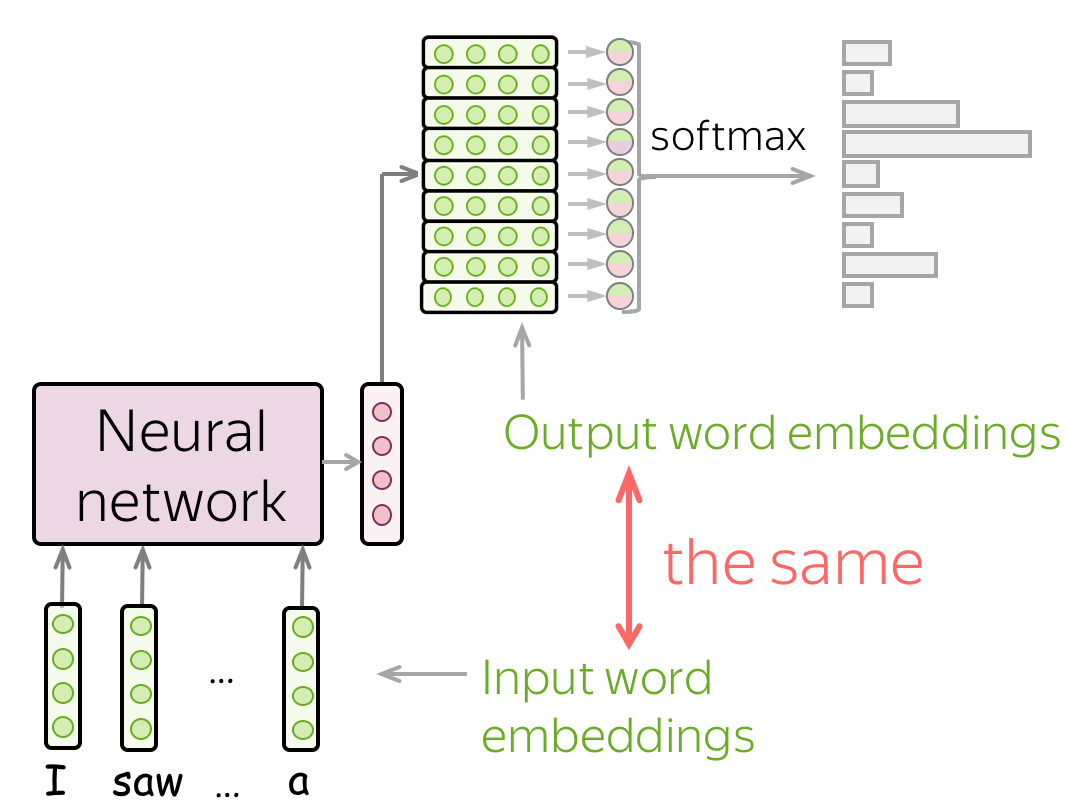 softmax
Neural
network
Output word embeddings
the same
Input word
embeddings
...
I saw ... a